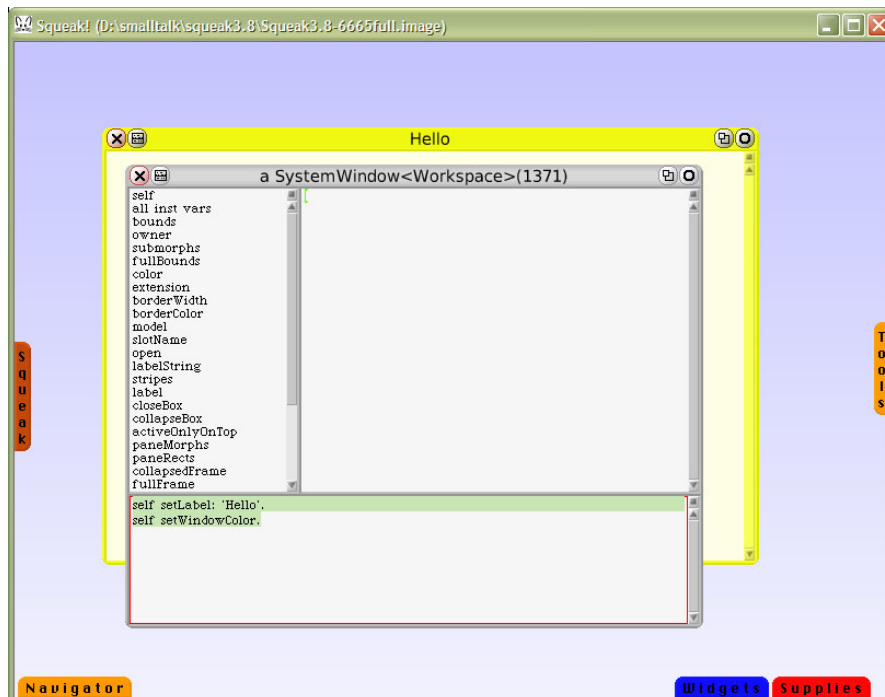 Squeak! (D:\smalltalk\squeak3.8\Squeak3.8-6665full.image)
Hello
a SystemWindow<Workspace>(1371)
self
all inst vars
bounds
owner
submorphs
fullBounds
color
extension
borderWidth
borderColor
model
slotName
open
labelString
stripes
label
closeBox
collapseBox
activeOnlyOnTop
paneMorphs
paneRects
collapsedFrame
fullFrame
self setLabel: 'Hello'.
self setWindowColor.
Squeak
Tools
Navigator
Widgets
Supplies